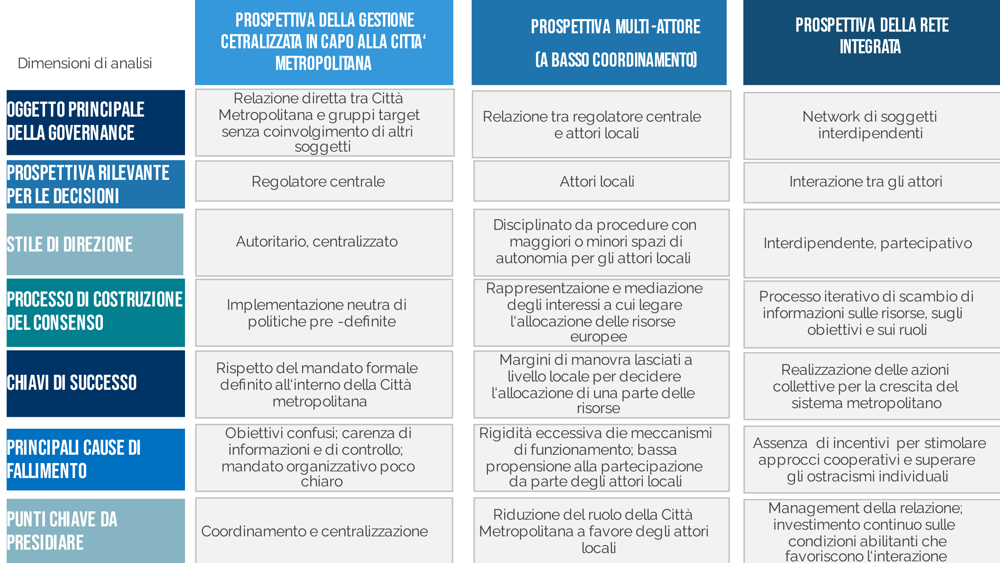 Dimensioni di analisi
PROSPETTIVA DELLA GESTIONE
CETRALIZZATA IN CAPO ALLA CITTA‘
METROPOLITANA
PROSPETTIVA MULTI -ATTORE
(A BASSO COORDINAMENTO)
PROSPETTIVA DELLA RETE
INTEGRATA
OGGETTO PRINCIPALE
DELLA GOVERNANCE
Relazione diretta tra Città
Metropolitana e gruppi target
senza coinvolgimento di altri
soggetti
Relazione tra regolatore centrale
e attori locali
Network di soggetti
interdipendenti
PROSPETTIVA RILEVANTE
PER LE DECISIONI
Regolatore centrale
Attori locali
Interazione tra gli attori
STILE DI DIREZIONE
Autoritario, centralizzato
Disciplinato da procedure con
maggiori o minori spazi di
autonomia per gli attori locali
Interdipendente, partecipativo
PROCESSO DI COSTRUZIONE
DEL CONSENSO
Implementazione neutra di
politiche pre -definite
Rappresentzaione e mediazione
degli interessi a cui legare
l‘allocazione delle risorse
europee
Processo iterativo di scambio di
informazioni sulle risorse, sugli
obiettivi e sui ruoli
CHIAVI DI SUCCESSO
Rispetto del mandato formale
definito all‘interno della Città
metropolitana
Margini di manovra lasciati a
livello locale per decidere
l‘allocazione di una parte delle
risorse
Realizzazione delle azioni
collettive per la crescita del
sistema metropolitano
PRINCIPALI CAUSE DI
FALLIMENTO
Obiettivi confusi; carenza di
informazioni e di controllo;
mandato organizzativo poco
chiaro
Rigidità eccessiva die meccanismi
di funzionamento; bassa
propensione alla partecipazione
da parte degli attori locali
Assenza di incentivi per stimolare
approcci cooperativi e superare
gli ostracismi individuali
PUNTI CHIAVE DA
PRESIDIARE
Coordinamento e centralizzazione
Riduzione del ruolo della Città
Metropolitana a favore degli attori
locali
Management della relazione;
investimento continuo sulle
condizioni abilitanti che
favoriscono l‘interazione